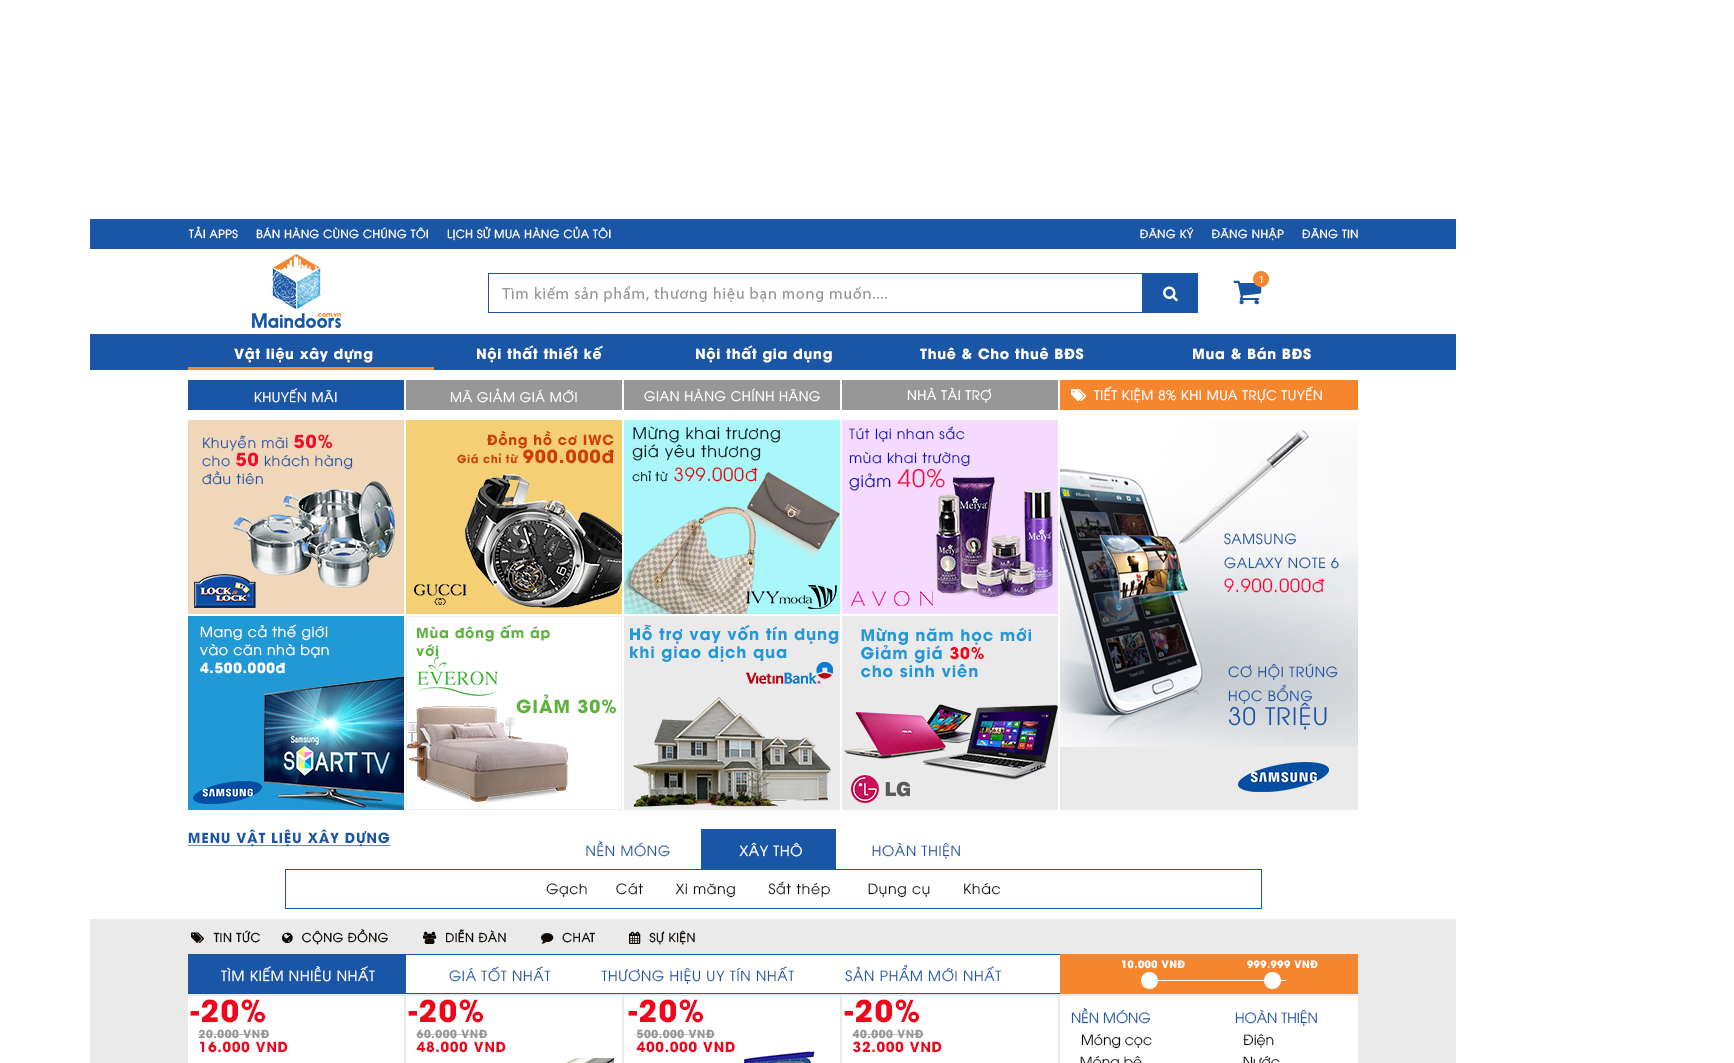 TẢI APPS BÁN HÀNG CÙNG CHÚNG TÔI LỊCH SỬ MUA HÀNG CỦA TÔI ĐĂNG KÝ ĐĂNG NHẬP ĐĂNG TIN
Maindoors
.com.vn
Tìm kiếm sản phẩm, thương hiệu bạn mong muốn....
1
Vật liệu xây dựng Nội thất thiết kế Nội thất gia dụng Thuê & Cho thuê BĐS Mua & Bán BĐS
KHUYẾN MÃI MÃ GIẢM GIÁ MỚI GIAN HÀNG CHÍNH HÃNG NHÀ TÀI TRỢ TIẾT KIỆM 8% KHI MUA TRỰC TUYẾN
Khuyễn mãi 50%
cho 50 khách hàng
đầu tiên
LOCK
LOCK
Đồng hồ cơ IWC
Giá chỉ từ 900.000đ
GUCCI
Mừng khai trương
giá yêu thương
chỉ từ 399.000đ
IVYmoda
Tút lại nhan sắc
mùa khai trường
giảm 40%
Meiya
Meiya
Meiya
AVON
SAMSUNG
GALAXY NOTE 6
9.900.000đ
CƠ HỘI TRÚNG
HỌC BỔNG
30 TRIỆU
SAMSUNG
Mang cả thế giới
vào căn nhà bạn
4.500.000đ
Samsung
SMART TV
SAMSUNG
Mùa đông ấm áp
với
EVERON
GIẢM 30%
Hỗ trợ vay vốn tín dụng
khi giao dịch qua
VietinBank
Mừng năm học mới
Giảm giá 30%
cho sinh viên
LG
MENU VẬT LIỆU XÂY DỰNG
NỀN MÓNG XÂY THÔ HOÀN THIỆN
Gạch Cát Xi măng Sắt thép Dụng cụ Khác
TIN TỨC CỘNG ĐỒNG DIỄN ĐÀN CHAT SỰ KIỆN
TÌM KIẾM NHIỀU NHẤT GIÁ TỐT NHẤT THƯƠNG HIỆU UY TÍN NHẤT SẢN PHẨM MỚI NHẤT
10.000 VNĐ 999.999 VNĐ
-20% -20% -20% -20%
20.000 VNĐ 60.000 VNĐ 500.000 VNĐ 40.000 VNĐ
16.000 VND 48.000 VND 400.000 VND 32.000 VND
NỀN MÓNG HOÀN THIỆN
Móng cọc Điện
Móng bê Nước